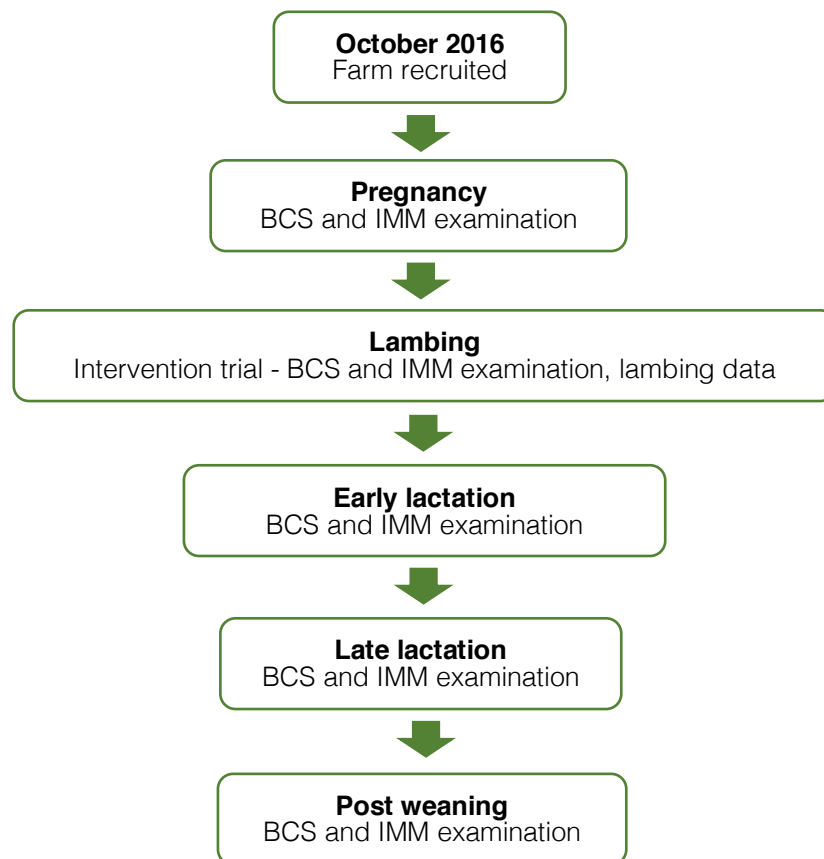 October 2016
Farm recruited
Pregnancy
BCS and IMM examination
Lambing
Intervention trial - BCS and IMM examination, lambing data
Early lactation
BCS and IMM examination
Late lactation
BCS and IMM examination
Post weaning
BCS and IMM examination